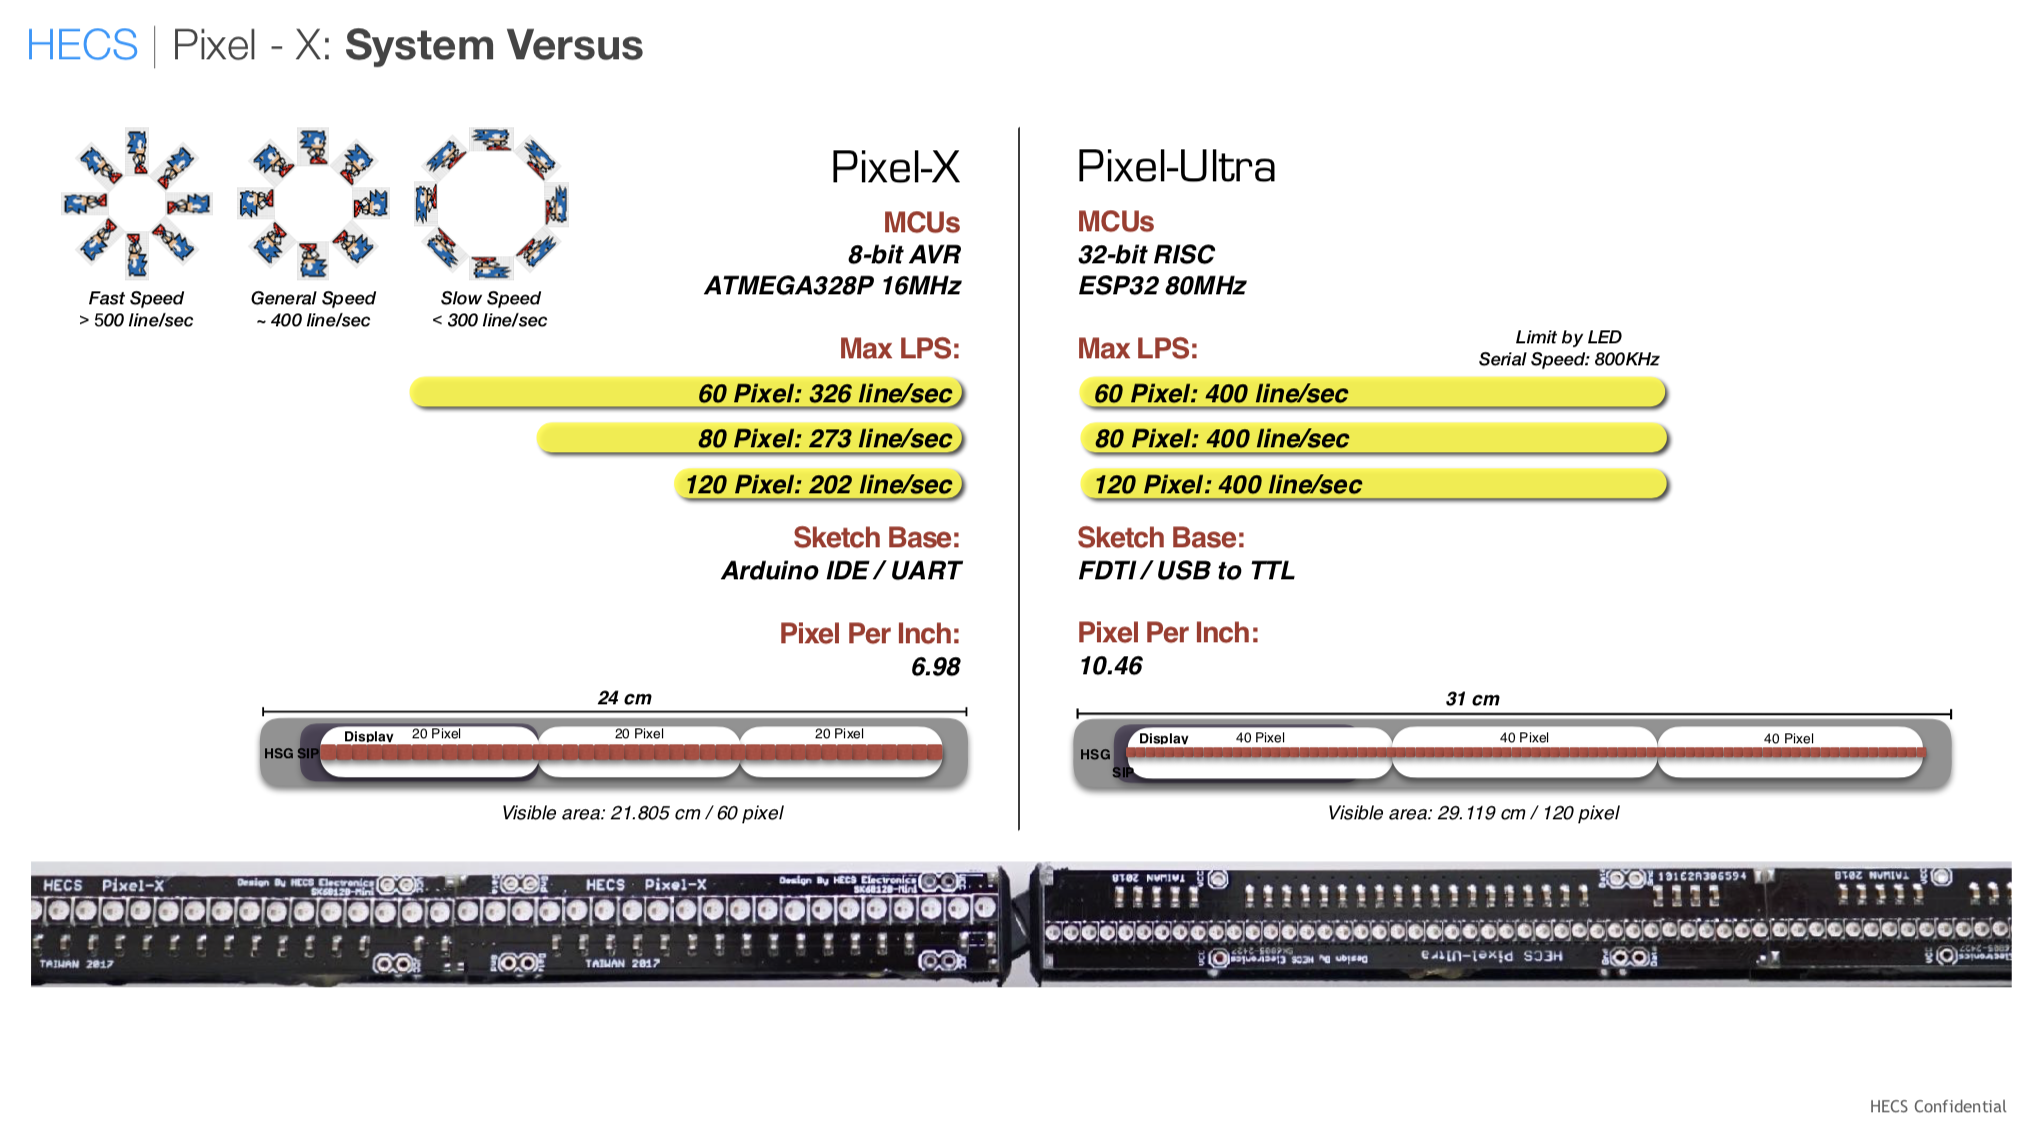 HECS | Pixel - X: System Versus
Fast Speed
> 500 line/sec
General Speed
~ 400 line/sec
Slow Speed
< 300 line/sec
Pixel-X
MCUs
8-bit AVR
ATMEGA328P 16MHz
Max LPS:
60 Pixel: 326 line/sec
80 Pixel: 273 line/sec
120 Pixel: 202 line/sec
Sketch Base:
Arduino IDE / UART
Pixel Per Inch:
6.98
24 cm
HSG SIP
Display
20 Pixel
20 Pixel
20 Pixel
Visible area: 21.805 cm / 60 pixel
Pixel-Ultra
MCUs
32-bit RISC
ESP32 80MHz
Max LPS:
Limit by LED
Serial Speed: 800KHz
60 Pixel: 400 line/sec
80 Pixel: 400 line/sec
120 Pixel: 400 line/sec
Sketch Base:
FDTI / USB to TTL
Pixel Per Inch:
10.46
31 cm
HSG
SIP
Display
40 Pixel
40 Pixel
40 Pixel
Visible area: 29.119 cm / 120 pixel
HECS Pixel-X
Design By HECS Electronics
SK6812B-Mini
TAIWAN 2017
HECS Pixel-X
Design By HECS Electronics
SK6812B-Mini
TAIWAN 2017
TAIWAN 2018
VCC
TAIWAN 2018
VCC
VCC
Design By HECS Electronics
HECS Pixel-Ultra
HECS Confidential